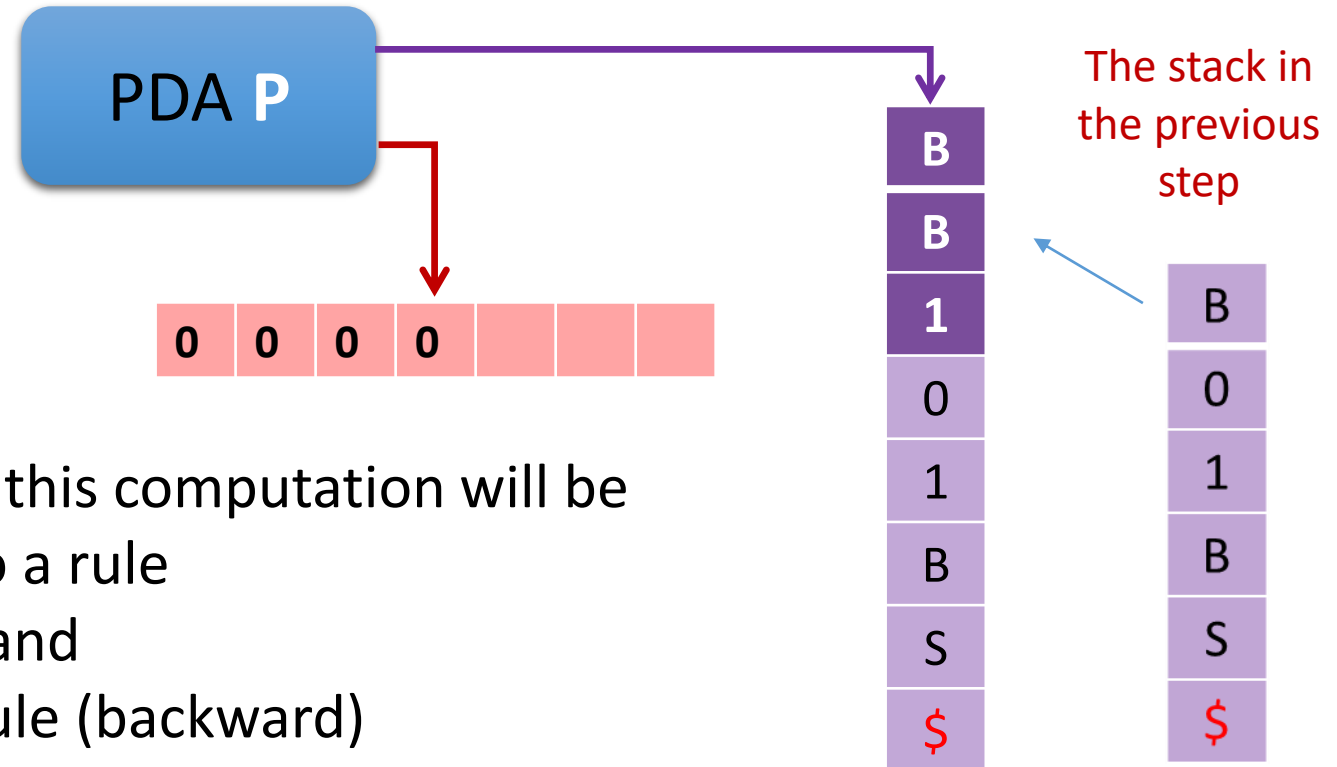 PDA P
The stack in
the previous
step
B
B
1
0
1
B
S
$
B
0
1
B
S
$
0 0 0 0
this computation will be
a rule
and
(backward)